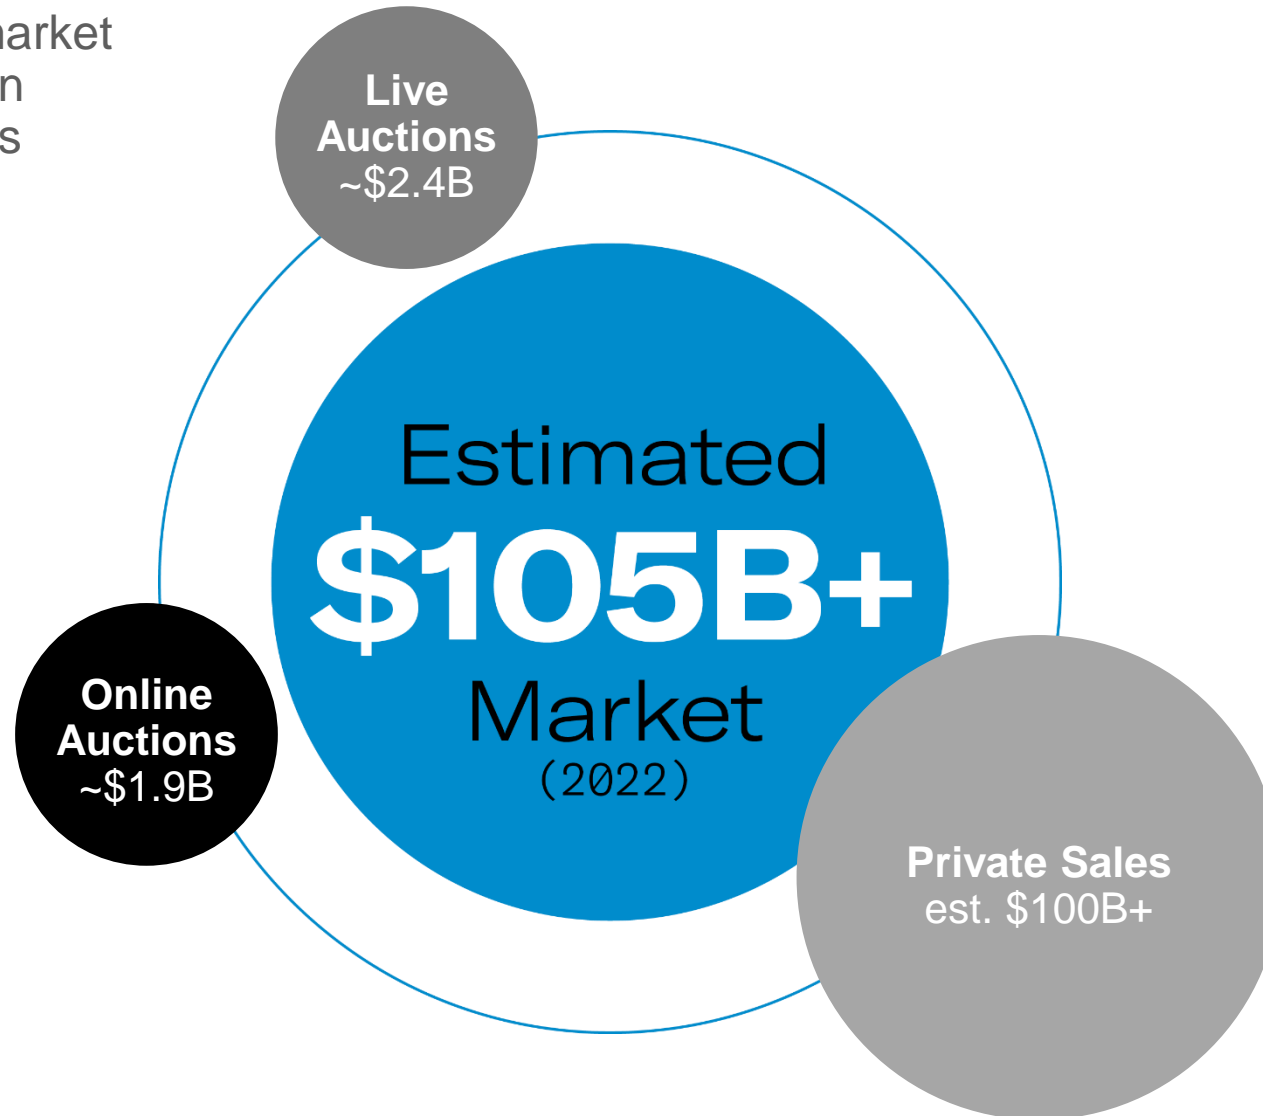 Live
Auctions
~$2.4B
Estimated
$105B+
Market
(2022)
Online
Auctions
~$1.9B
Private Sales
est. $100B+